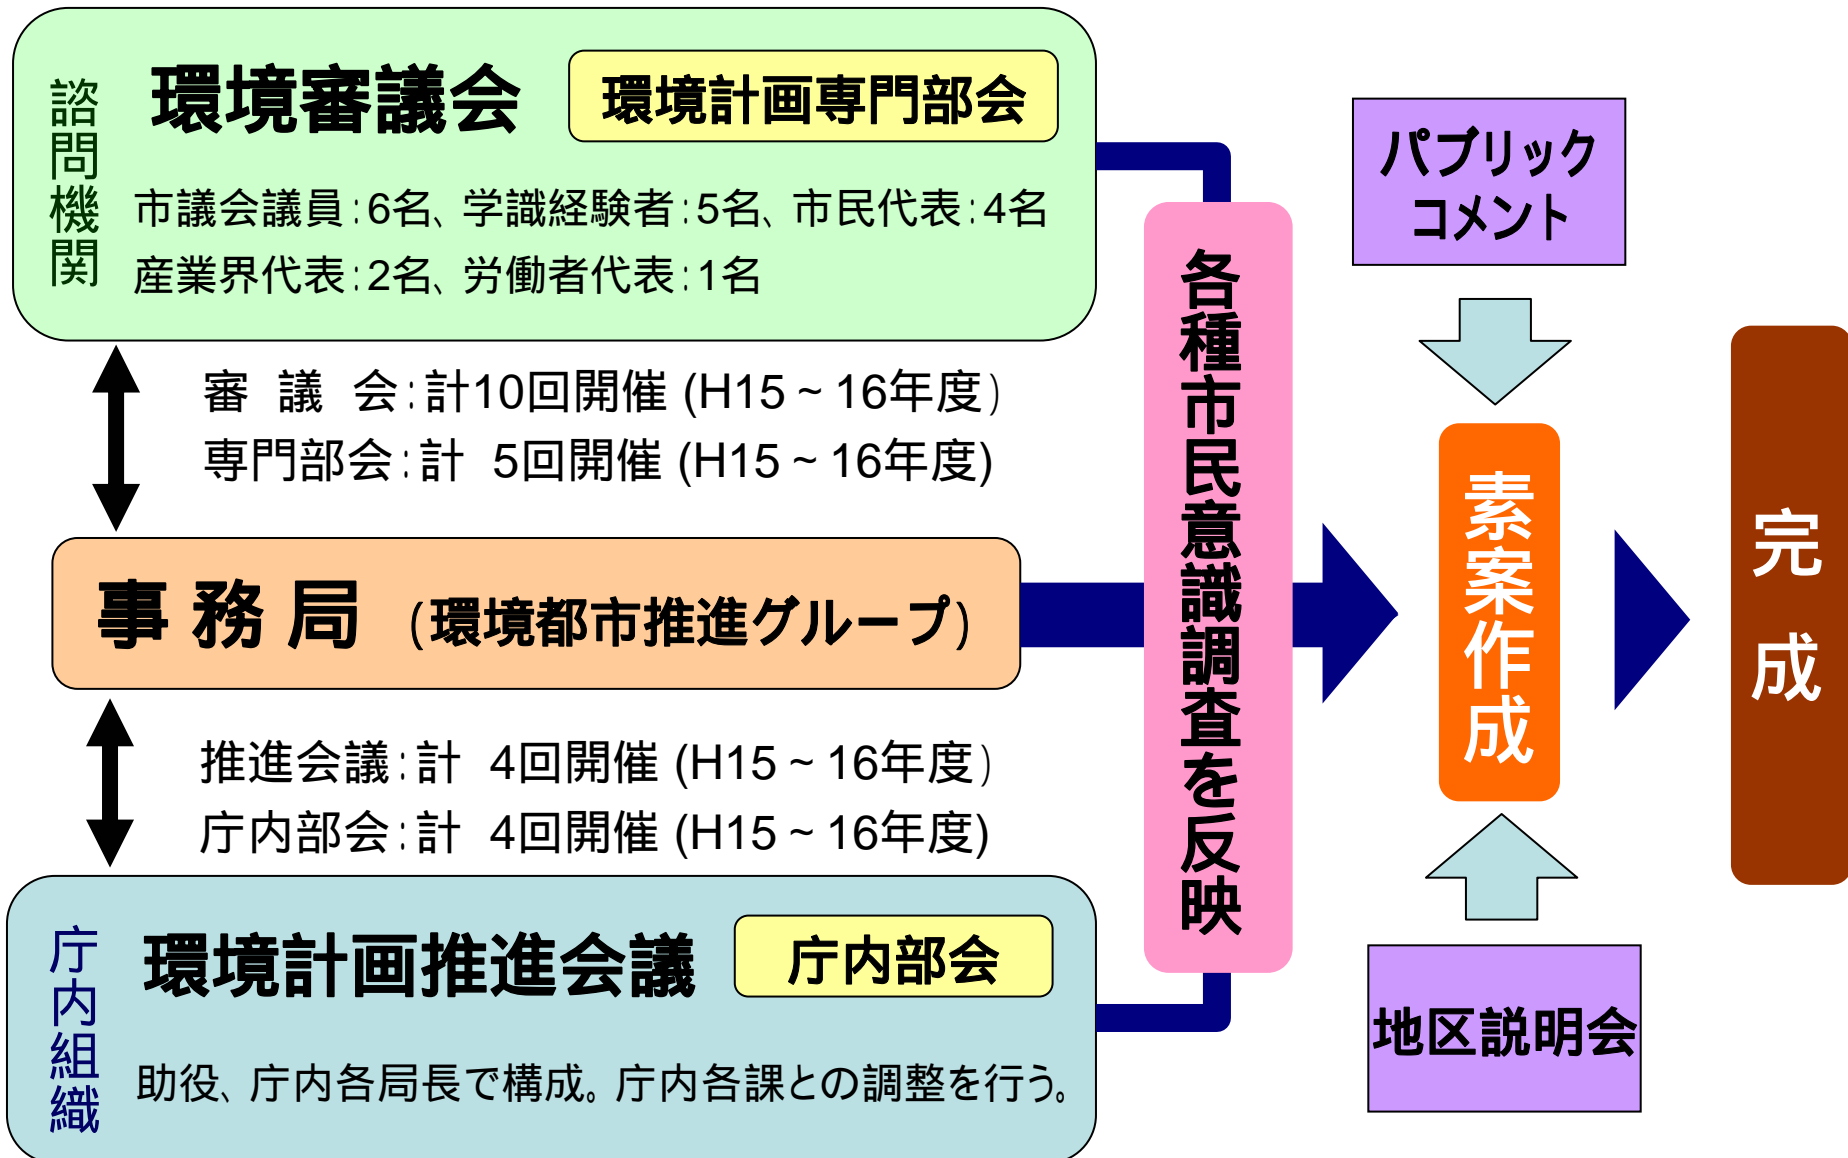 諮問機関
環境審議会
環境計画専門部会
市議会議員:6名、学識経験者:5名、市民代表:4名
産業界代表:2名、労働者代表:1名
審 議 会:計10回開催 (H15~16年度)
専門部会:計 5回開催 (H15~16年度)
事 務 局 (環境都市推進グループ)
推進会議:計 4回開催 (H15~16年度)
庁内部会:計 4回開催 (H15~16年度)
庁内組織
環境計画推進会議
庁内部会
助役、庁内各局長で構成。庁内各課との調整を行う。
各種市民意識調査を反映
パブリック
コメント
素案作成
地区説明会
完成